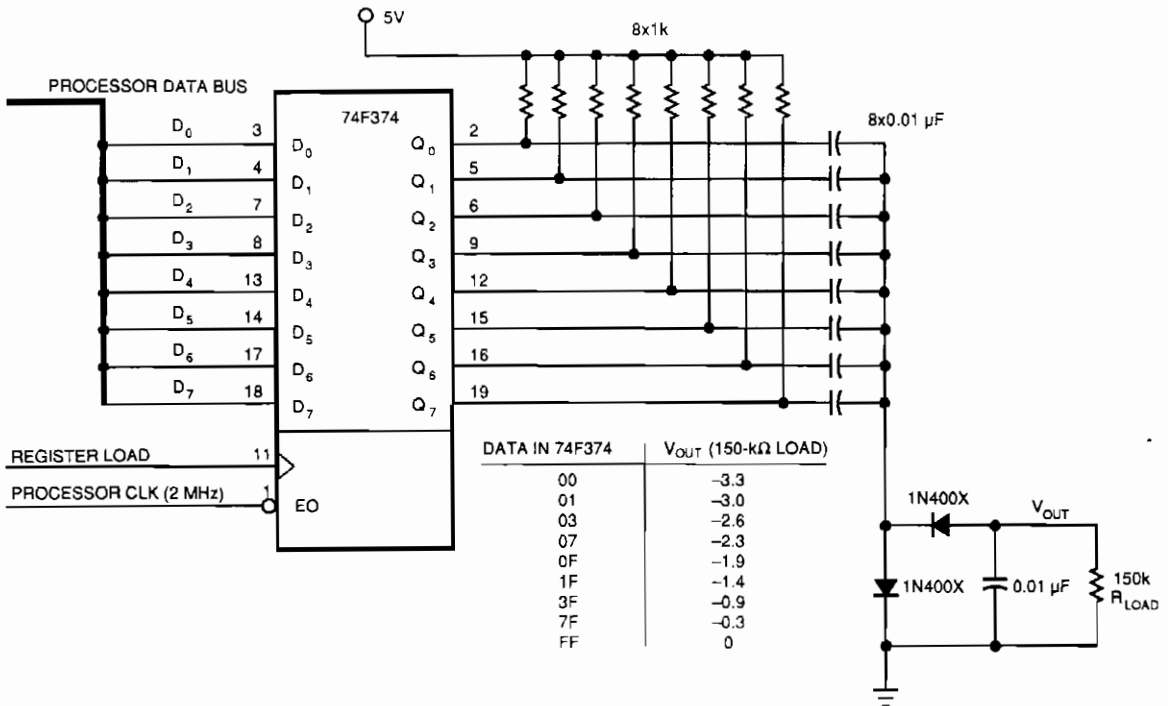 5V
8x1k
PROCESSOR DATA BUS
74F374
8x0.01 µF
D0 3 D0 Q0 2
D1 4 D1 Q1 5
D2 7 D2 Q2 6
D3 8 D3 Q3 9
D4 13 D4 Q4 12
D5 14 D5 Q5 15
D6 17 D6 Q6 16
D7 18 D7 Q7 19
REGISTER LOAD 11
PROCESSOR CLK (2 MHz) 1 EO
DATA IN 74F374 VOUT (150-kΩ LOAD)
00 –3.3
01 –3.0
03 –2.6
07 –2.3
0F –1.9
1F –1.4
3F –0.9
7F –0.3
FF 0
1N400X VOUT
1N400X 0.01 µF 150k
RLOAD